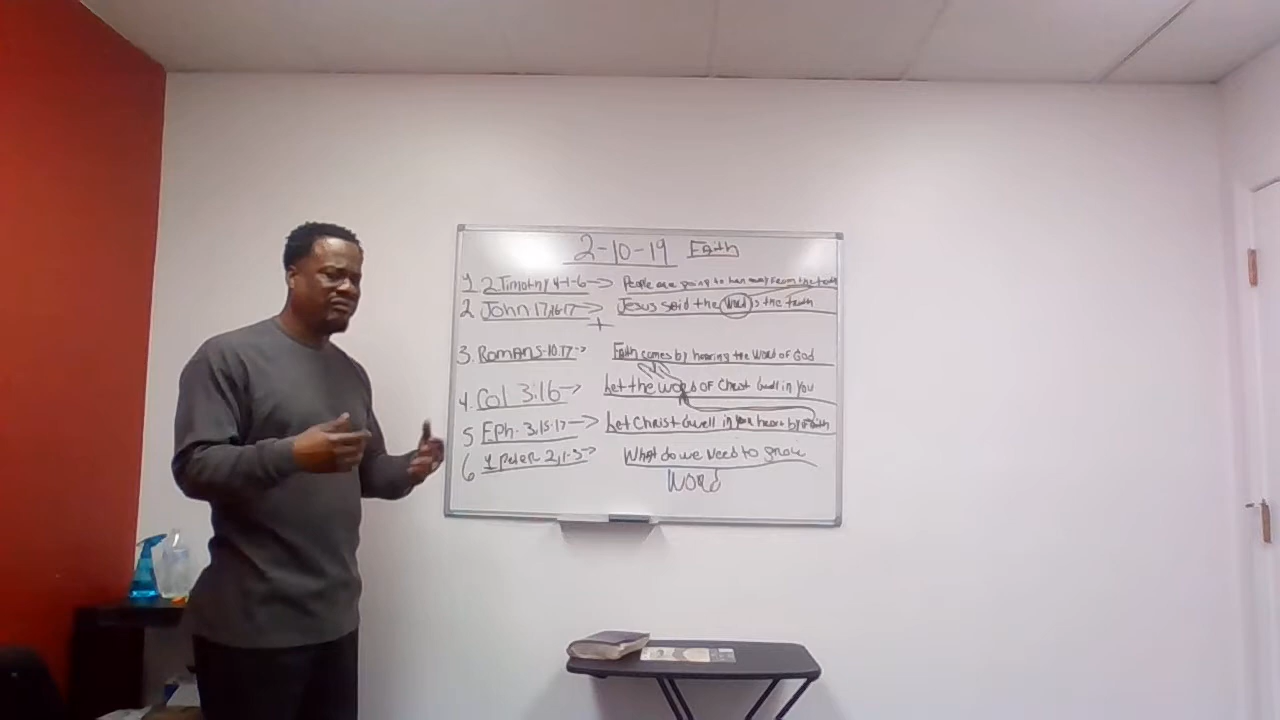 2-10-19 Faith
1 2 Timothy 4-1-6 → People are going to turn away from the truth
2 John 17,16-17 → Jesus said the Word is the truth
+
3. Romans-10.17 → Faith comes by hearing the Word of God
4. Col 3:16 → Let the word of Christ dwell in you
5 Eph. 3,15-17 → Let Christ dwell in your heart by faith
6 1 peter 2,1-3 → What do we need to grow
Word